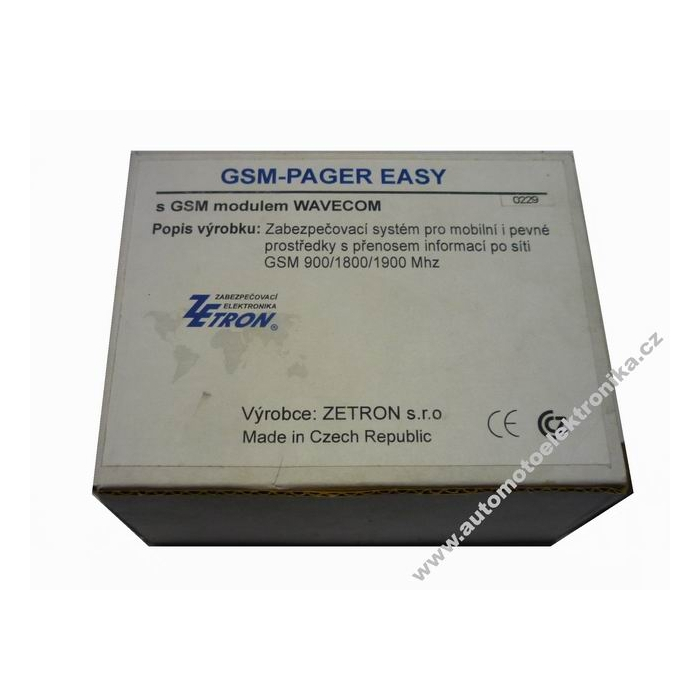 GSM-PAGER EASY
s GSM modulem WAVECOM
0229
Popis výrobku: Zabezpečovací systém pro mobilní i pevné
prostředky s přenosem informací po síti
GSM 900/1800/1900 Mhz
ZABEZPEČOVACÍ
ELEKTRONIKA
ZETRON®
Výrobce: ZETRON s.r.o
Made in Czech Republic
CE
www.automotoelektronika.cz